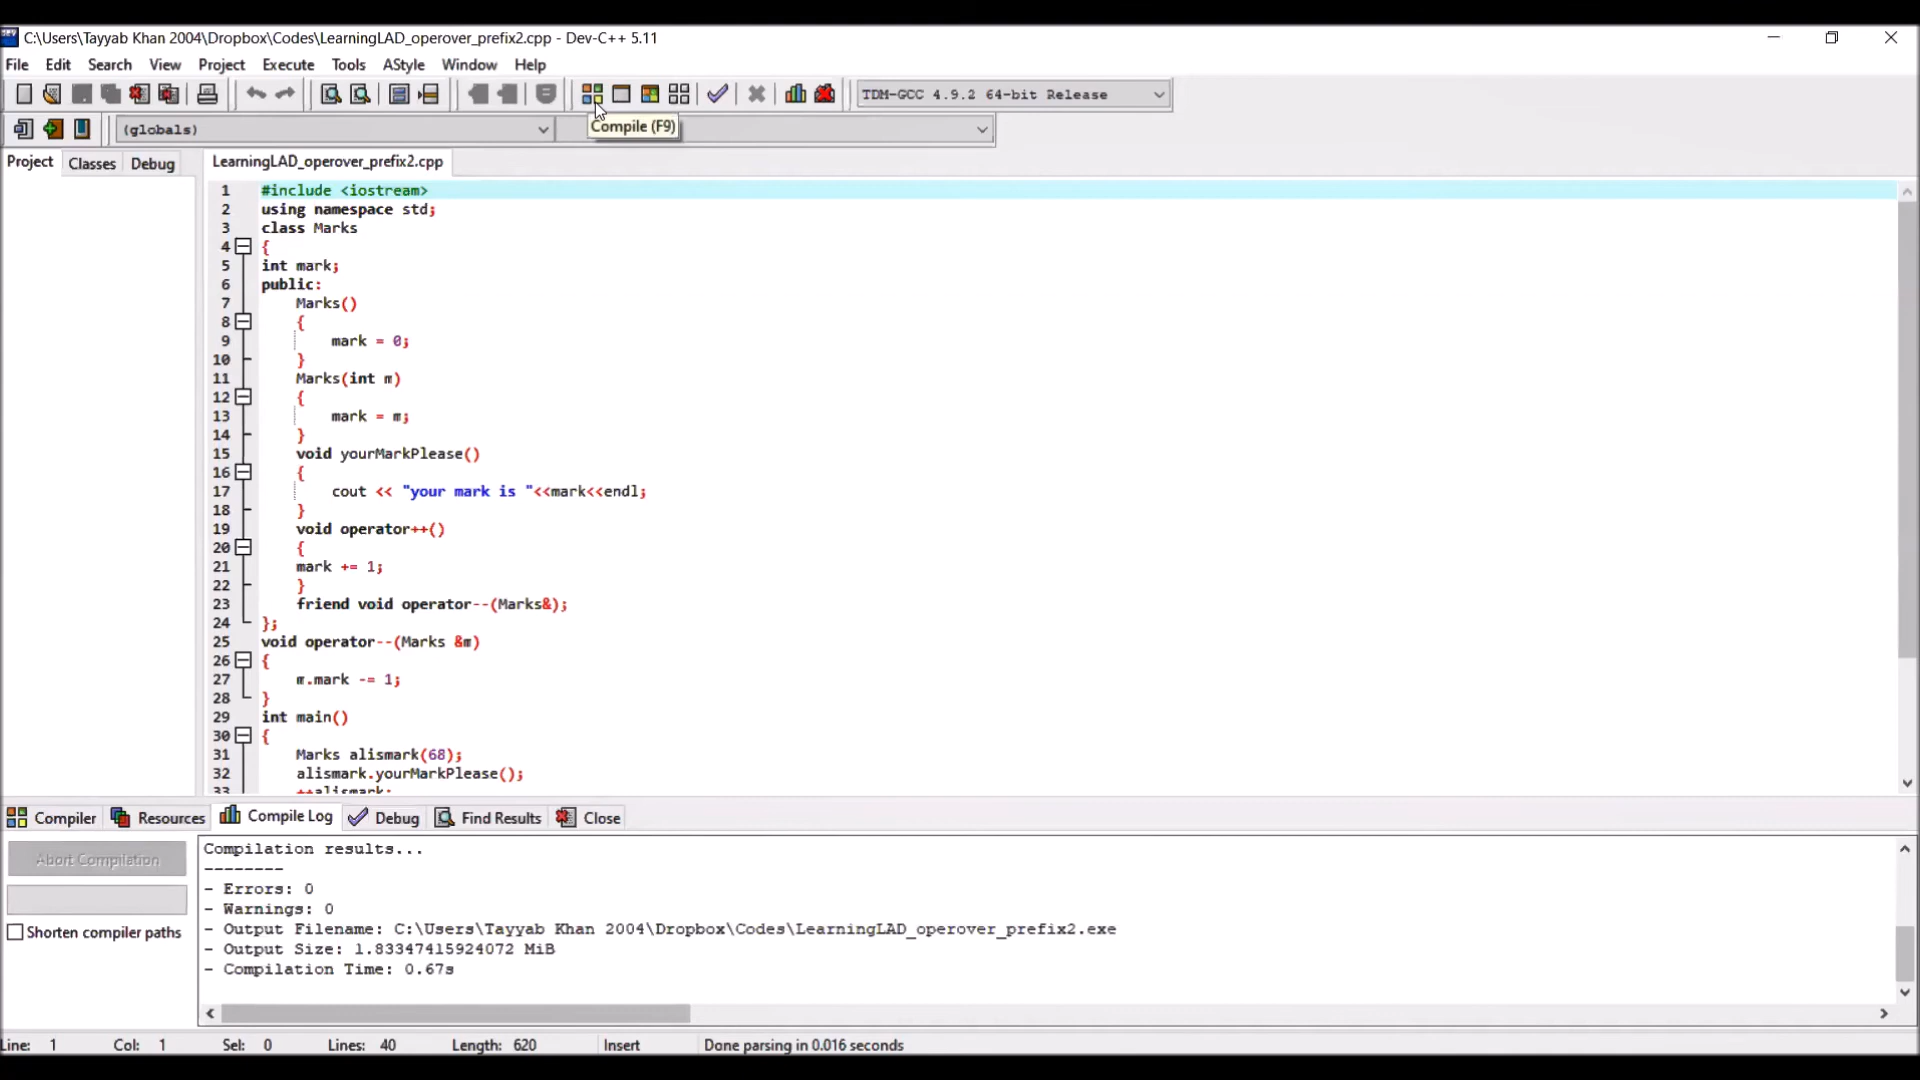 C:\Users\Tayyab Khan 2004\Dropbox\Codes\LearningLAD_operover_prefix2.cpp - Dev-C++ 5.11
File Edit Search View Project Execute Tools AStyle Window Help
TDM-GCC 4.9.2 64-bit Release
(globals)
Compile (F9)
Project Classes Debug
LearningLAD_operover_prefix2.cpp
1 #include <iostream>
2 using namespace std;
3 class Marks
4 {
5 int mark;
6 public:
7 Marks()
8 {
9 mark = 0;
10 }
11 Marks(int m)
12 {
13 mark = m;
14 }
15 void yourMarkPlease()
16 {
17 cout << "your mark is "<<mark<<endl;
18 }
19 void operator++()
20 {
21 mark += 1;
22 }
23 friend void operator--(Marks&);
24 };
25 void operator--(Marks &m)
26 {
27 m.mark -= 1;
28 }
29 int main()
30 {
31 Marks alismark(68);
32 alismark.yourMarkPlease();
33 ++alismark;
Compiler Resources Compile Log Debug Find Results Close
Abort Compilation
Shorten compiler paths
Compilation results...
--------
- Errors: 0
- Warnings: 0
- Output Filename: C:\Users\Tayyab Khan 2004\Dropbox\Codes\LearningLAD_operover_prefix2.exe
- Output Size: 1.83347415924072 MiB
- Compilation Time: 0.67s
Line: 1 Col: 1 Sel: 0 Lines: 40 Length: 620 Insert Done parsing in 0.016 seconds